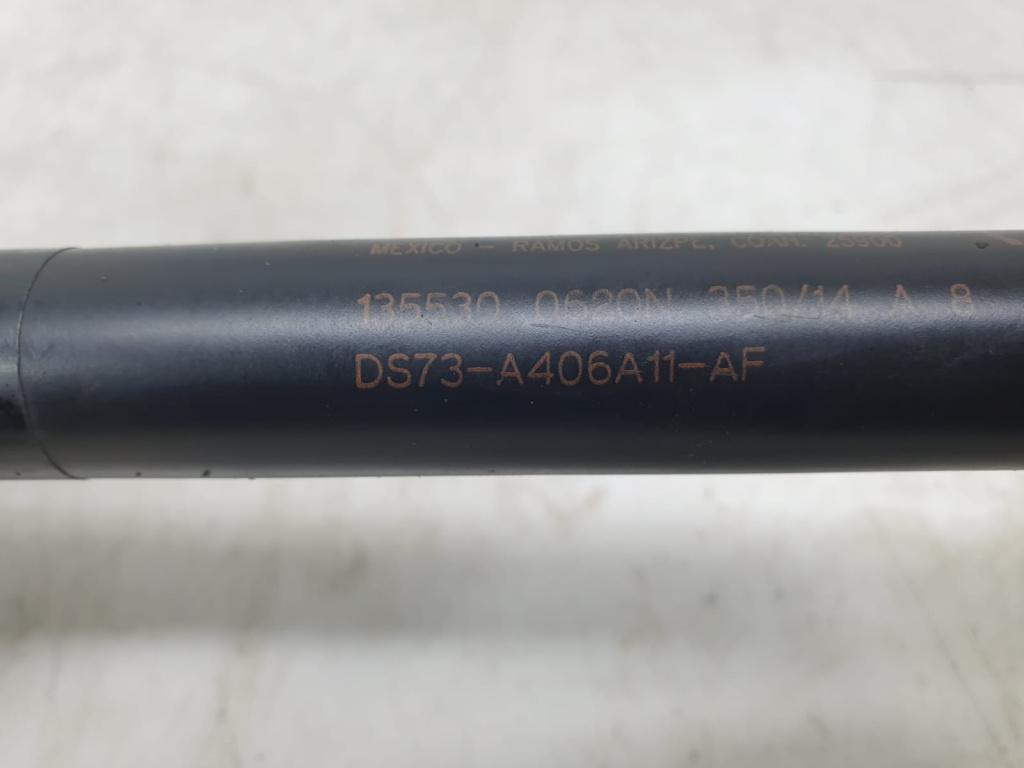 MEXICO - RAMOS ARIZPE, COAH. 25900
135530 0620N 350/14 A 8
DS73-A406A11-AF